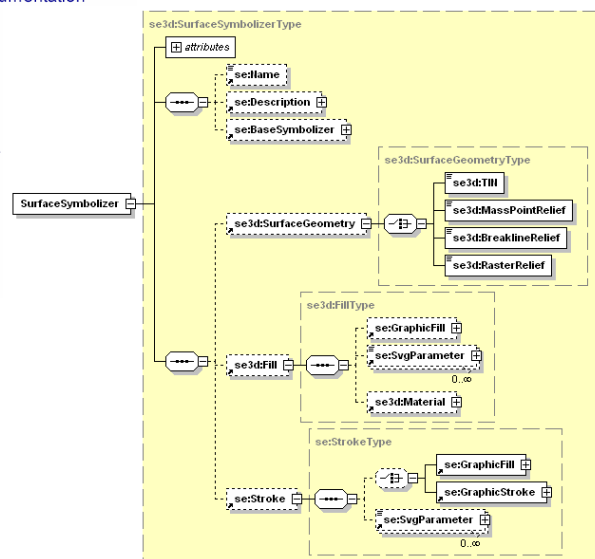 se3d:SurfaceSymbolizerType
attributes
se:Name
se:Description
se:BaseSymbolizer
SurfaceSymbolizer
se3d:SurfaceGeometryType
se3d:SurfaceGeometry
se3d:TIN
se3d:MassPointRelief
se3d:BreaklineRelief
se3d:RasterRelief
se3d:FillType
se3d:Fill
se:GraphicFill
se:SvgParameter
0..∞
se3d:Material
se:StrokeType
se:Stroke
se:GraphicFill
se:GraphicStroke
se:SvgParameter
0..∞